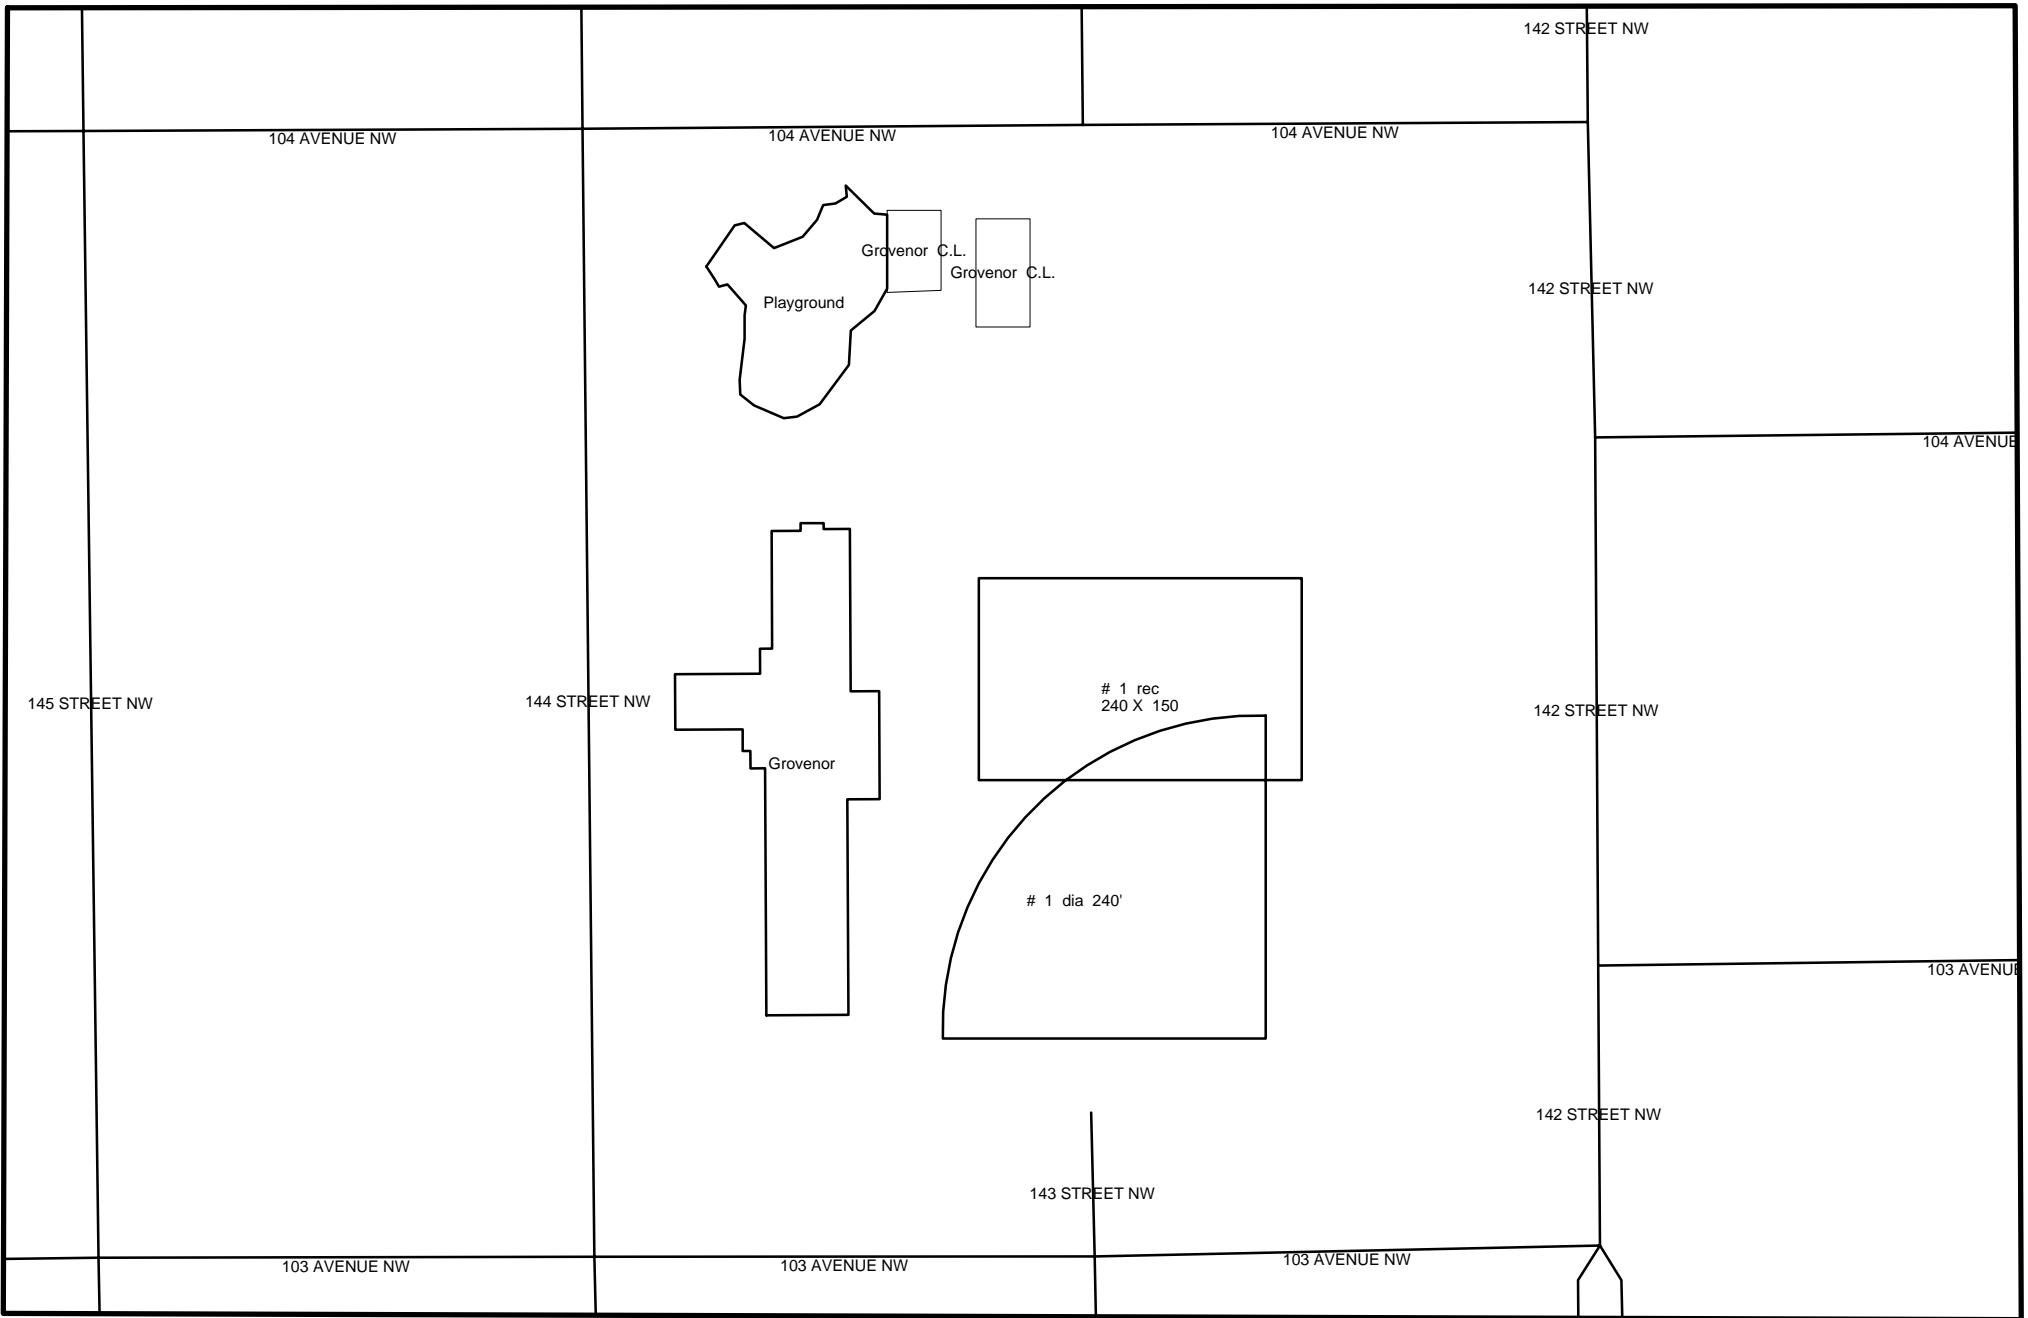 142 STREET NW
104 AVENUE NW
104 AVENUE NW
104 AVENUE NW
Grovenor C.L.
Grovenor C.L.
142 STREET NW
Playground
104 AVENUE
# 1 rec
240 X 150
145 STREET NW
144 STREET NW
142 STREET NW
Grovenor
# 1 dia 240'
103 AVENUE
142 STREET NW
143 STREET NW
103 AVENUE NW
103 AVENUE NW
103 AVENUE NW